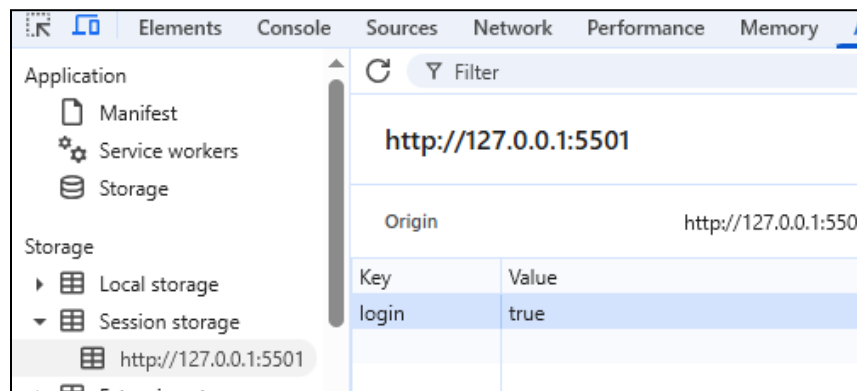 Elements Console Sources Network Performance Memory
Application
Manifest
Service workers
Storage
Storage
Local storage
Session storage
http://127.0.0.1:5501
Filter
http://127.0.0.1:5501
Origin http://127.0.0.1:550
Key Value
login true